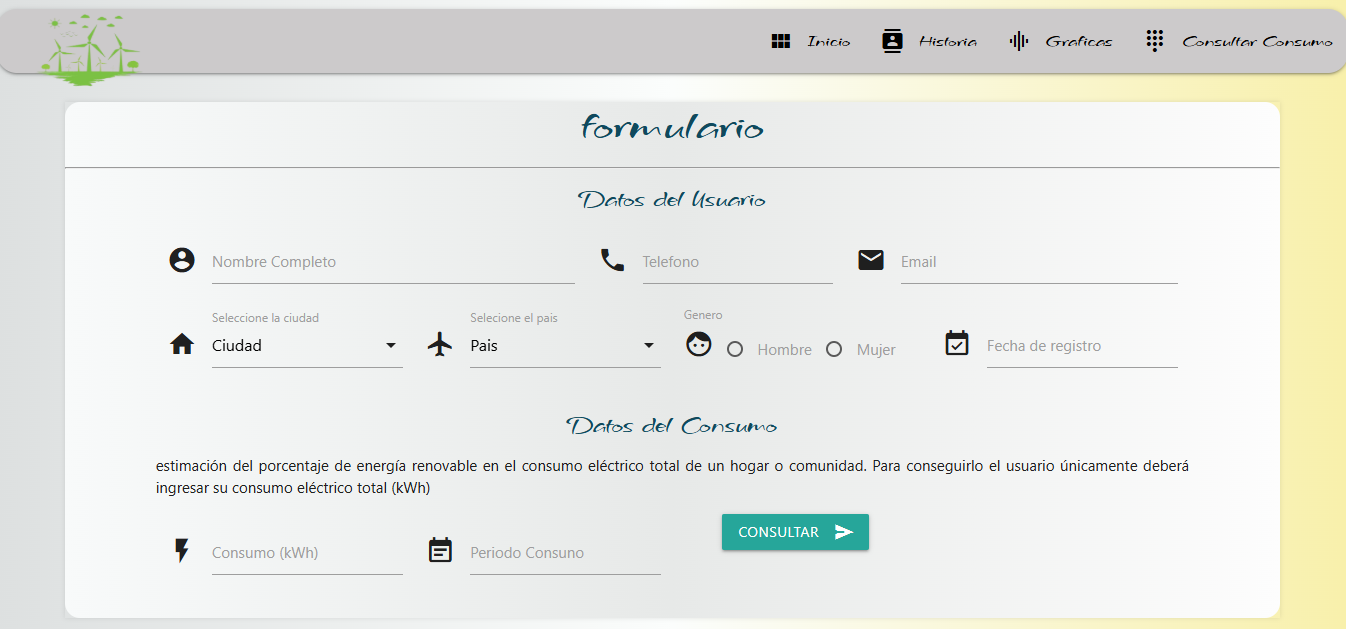 Inicio
Historia
Graficas
Consultar Consumo
formulario
Datos del Usuario
Nombre Completo
Telefono
Email
Seleccione la ciudad
Ciudad
Selecione el pais
Pais
Genero
Hombre
Mujer
Fecha de registro
Datos del Consumo
estimación del porcentaje de energía renovable en el consumo eléctrico total de un hogar o comunidad. Para conseguirlo el usuario únicamente deberá
ingresar su consumo eléctrico total (kWh)
Consumo (kWh)
Periodo Consuno
CONSULTAR